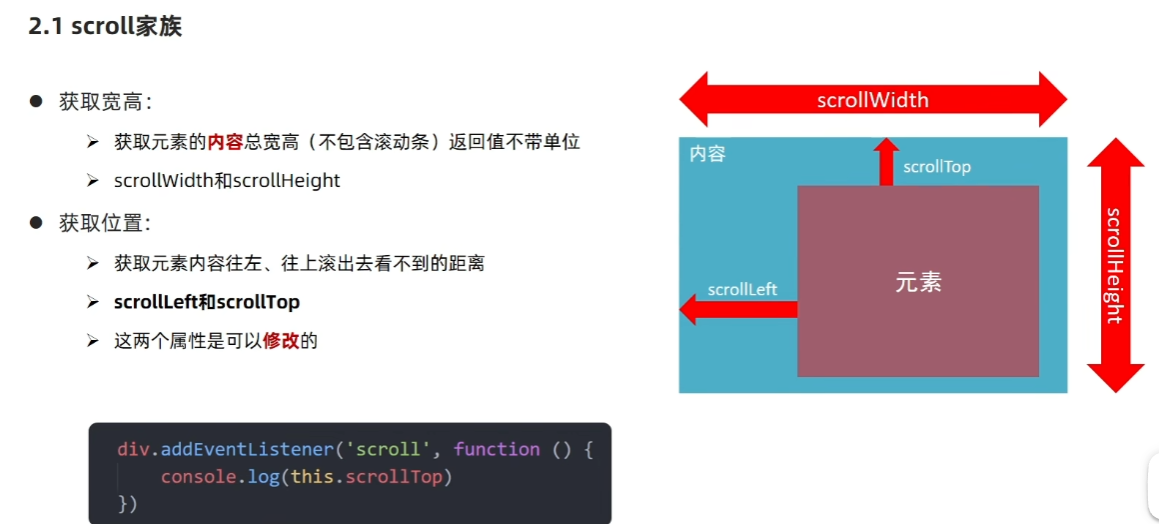 2.1 scroll家族
● 获取宽高：
➢ 获取元素的内容总宽高（不包含滚动条）返回值不带单位
➢ scrollWidth和scrollHeight
● 获取位置：
➢ 获取元素内容往左、往上滚出去看不到的距离
➢ scrollLeft和scrollTop
➢ 这两个属性是可以修改的
div.addEventListener('scroll', function () {
    console.log(this.scrollTop)
})
scrollWidth
内容
scrollTop
元素
scrollLeft
scrollHeight